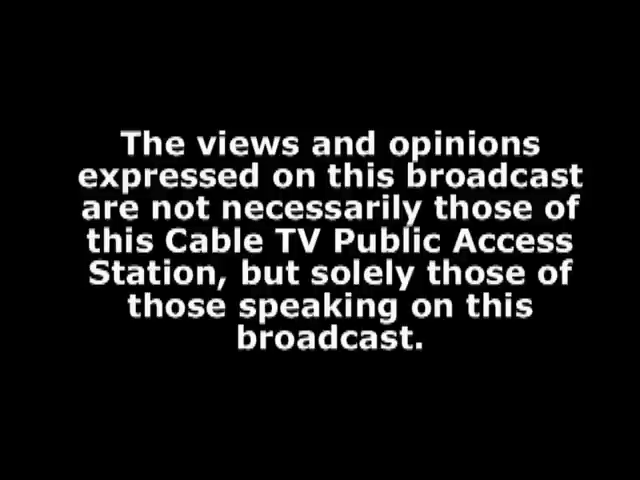 The views and opinions
expressed on this broadcast
are not necessarily those of
this Cable TV Public Access
Station, but solely those of
those speaking on this
broadcast.